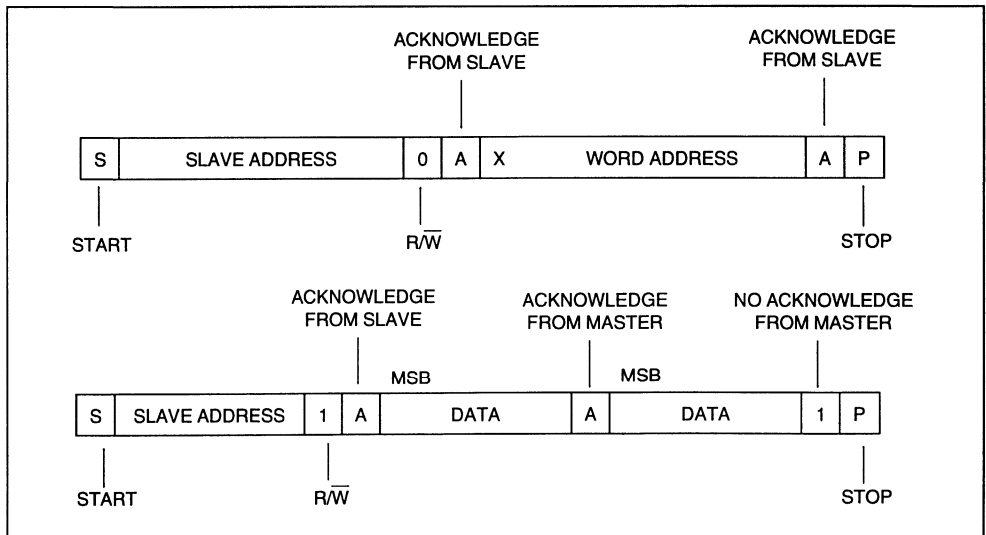 ACKNOWLEDGE
FROM SLAVE
ACKNOWLEDGE
FROM SLAVE
S SLAVE ADDRESS 0 A X WORD ADDRESS A P
START
R/W̅
STOP
ACKNOWLEDGE
FROM SLAVE
ACKNOWLEDGE
FROM MASTER
NO ACKNOWLEDGE
FROM MASTER
MSB MSB
S SLAVE ADDRESS 1 A DATA A DATA 1 P
START
R/W̅
STOP